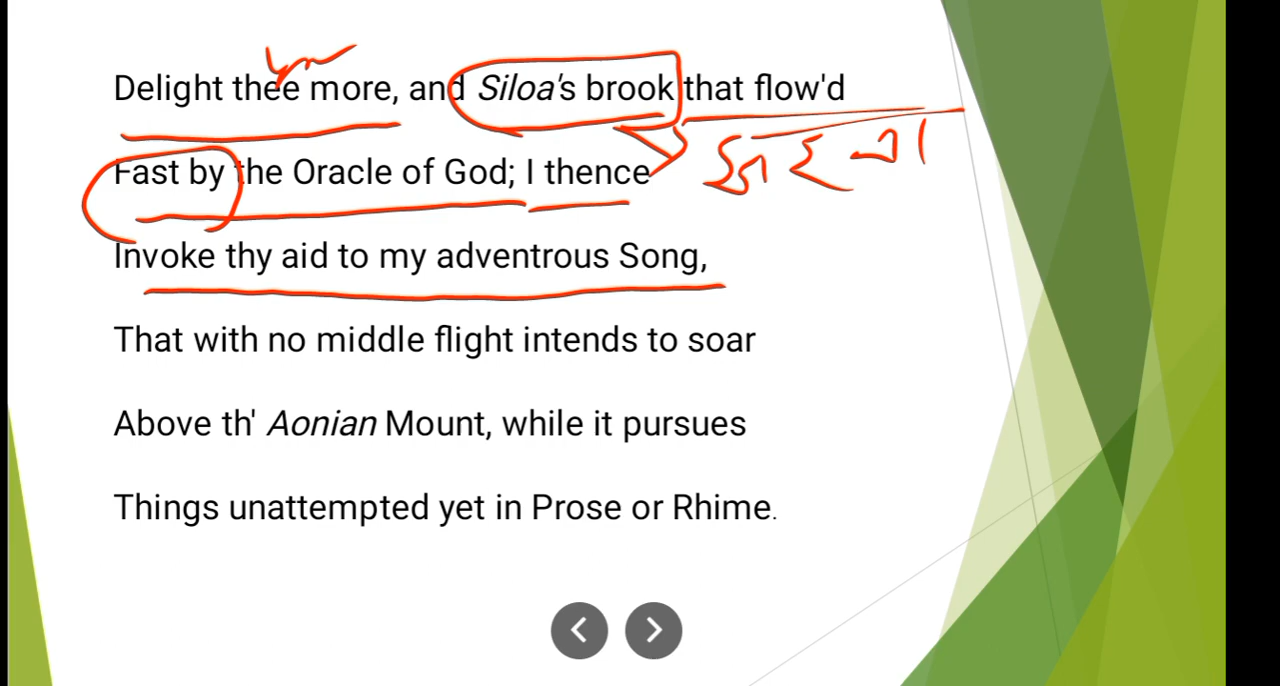 Delight thee more, and Siloa's brook that flow'd
Fast by the Oracle of God; I thence
Invoke thy aid to my adventrous Song,
That with no middle flight intends to soar
Above th' Aonian Mount, while it pursues
Things unattempted yet in Prose or Rhime.